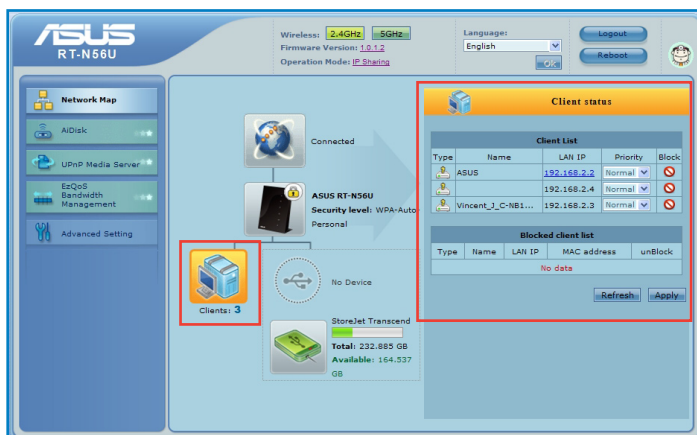 ASUS
RT-N56U
Wireless: 2.4GHz 5GHz
Firmware Version: 1.0.1.2
Operation Mode: IP Sharing
Language:
English
OK
Logout
Reboot
Network Map
AiDisk
UPnP Media Server
EzQoS
Bandwidth
Management
Advanced Setting
Connected
ASUS RT-N56U
Security level: WPA-Auto-
Personal
Clients: 3
No Device
StoreJet Transcend
Total: 232.885 GB
Available: 164.537
GB
Client status
Client List
Type Name LAN IP Priority Block
ASUS 192.168.2.2 Normal
192.168.2.4 Normal
Vincent_J_C-NB1... 192.168.2.3 Normal
Blocked client list
Type Name LAN IP MAC address unBlock
No data
Refresh Apply